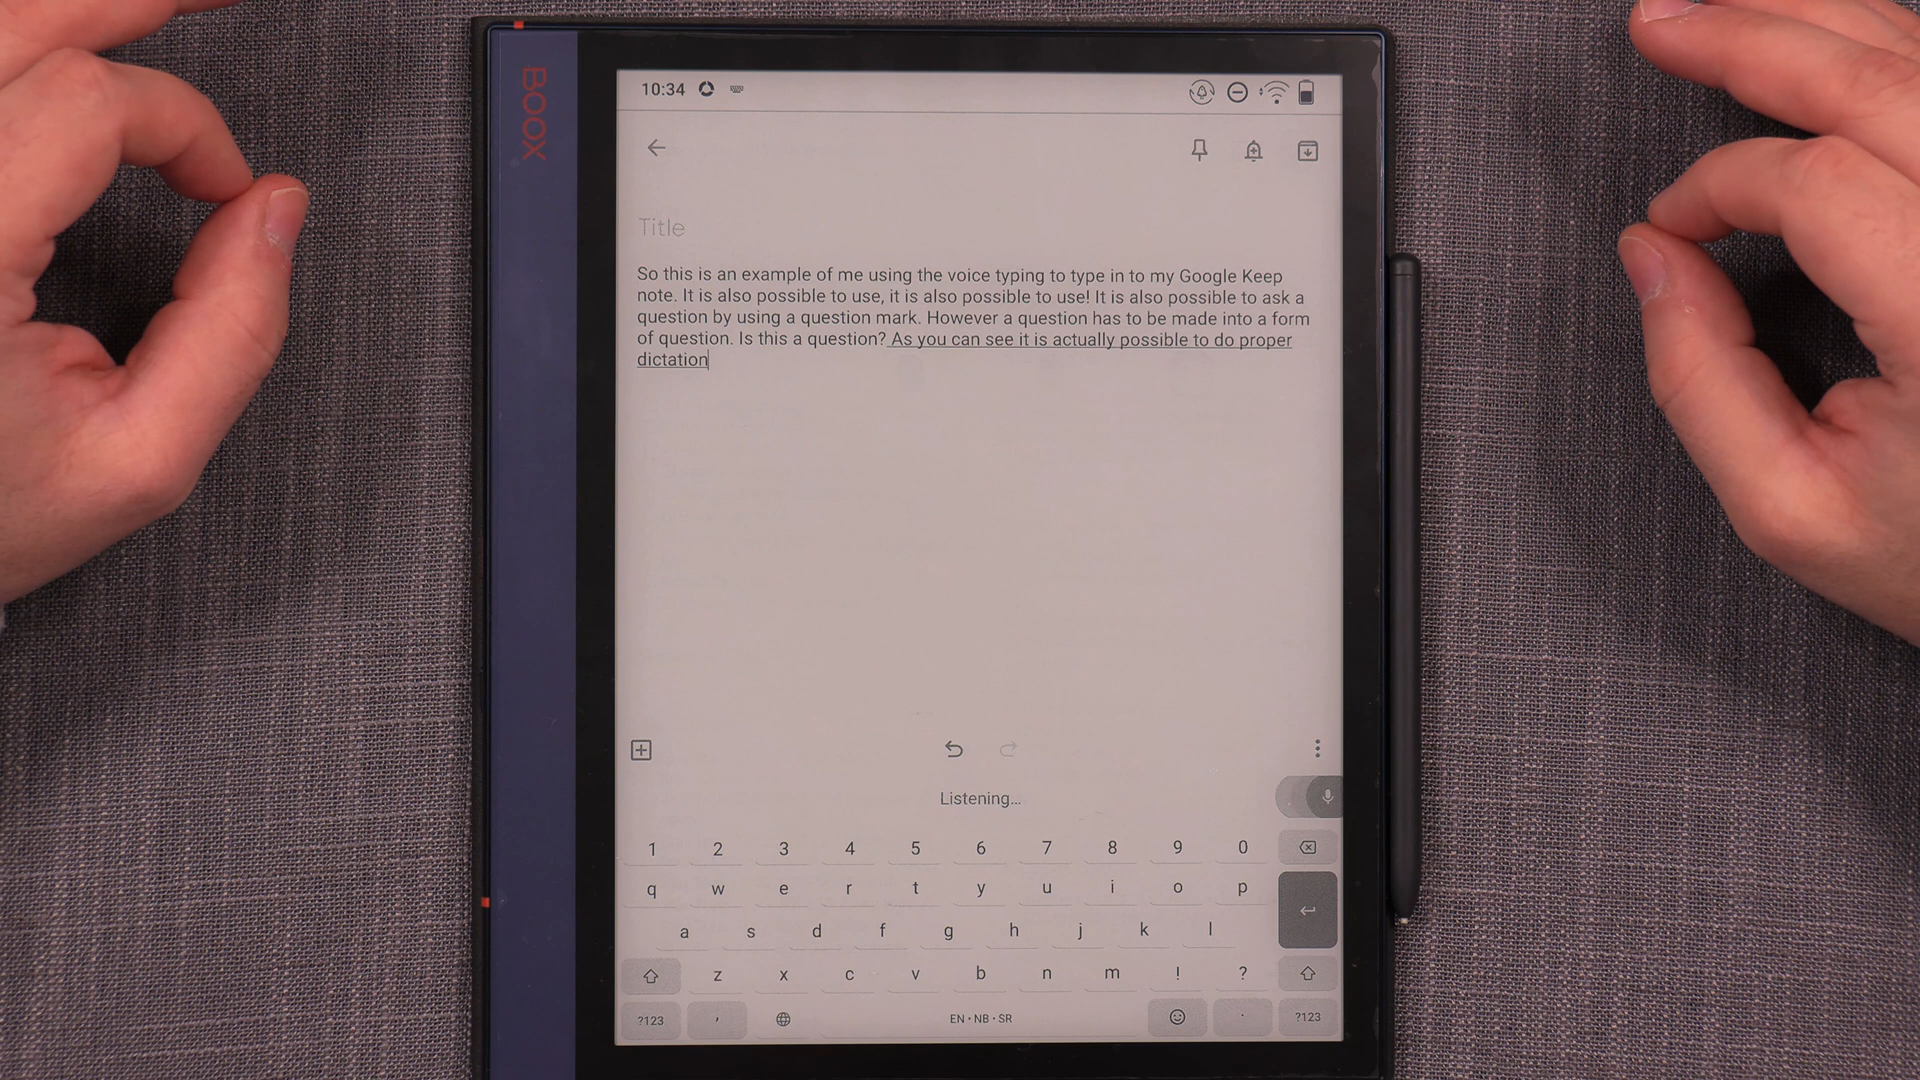 BOOX
10:34
Title
So this is an example of me using the voice typing to type in to my Google Keep
note. It is also possible to use, it is also possible to use! It is also possible to ask a
question by using a question mark. However a question has to be made into a form
of question. Is this a question? As you can see it is actually possible to do proper
dictation
Listening...
1 2 3 4 5 6 7 8 9 0
q w e r t y u i o p
a s d f g h j k l
z x c v b n m ! ?
?123 , EN • NB • SR . ?123